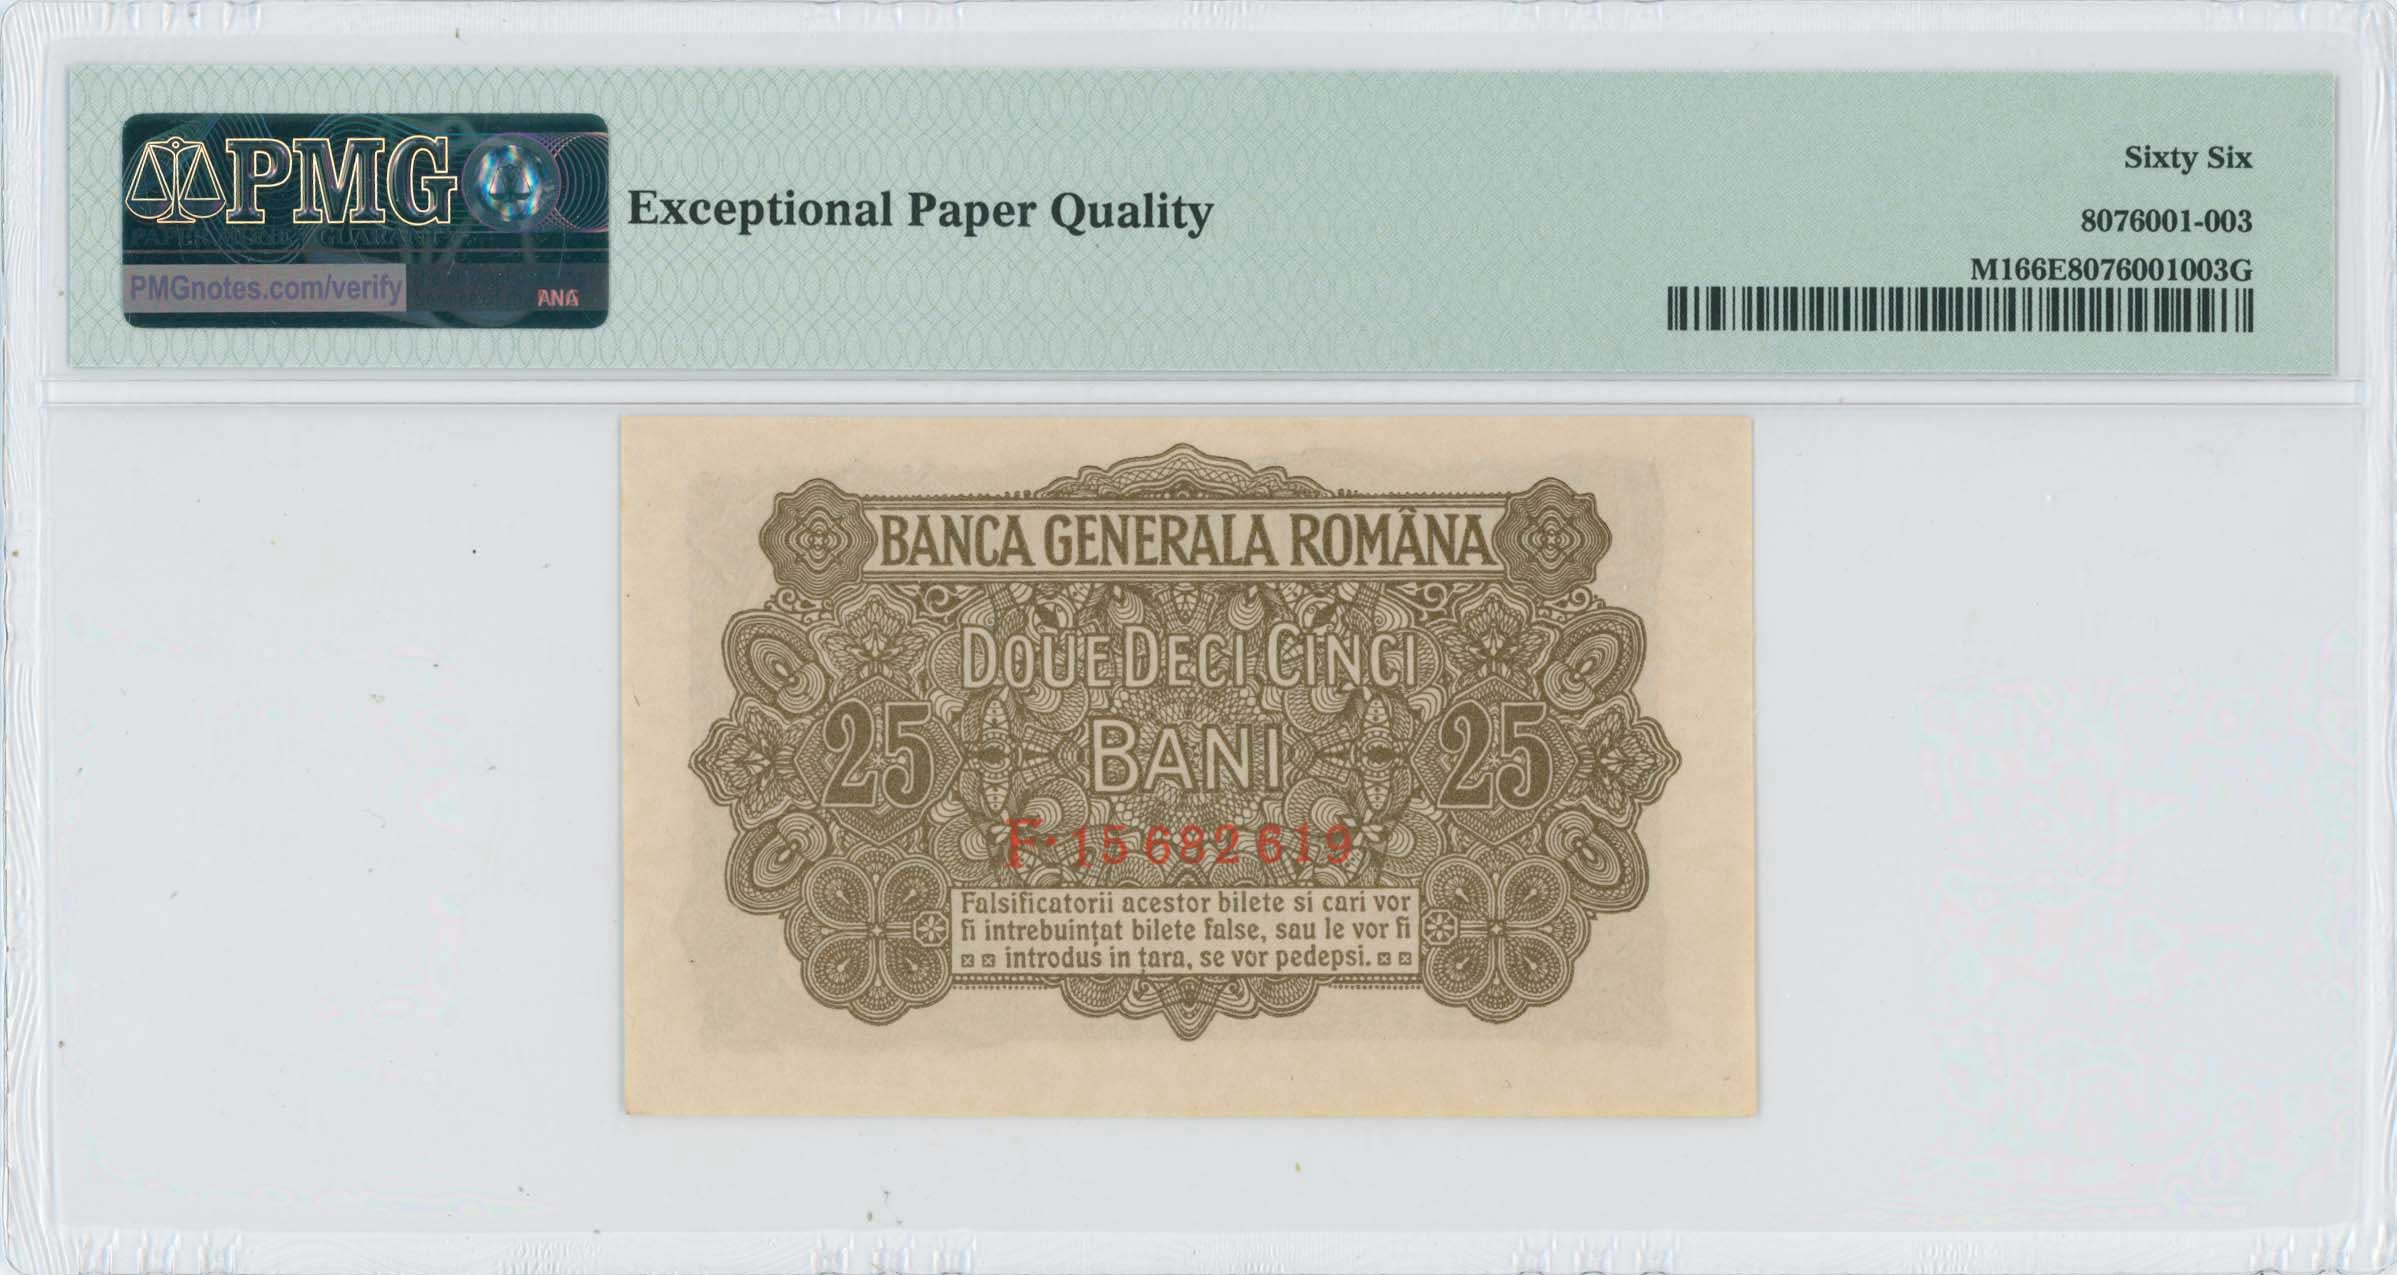 PMG
PMGnotes.com/verify
ANA
Exceptional Paper Quality
Sixty Six
8076001-003
M166E8076001003G
BANCA GENERALA ROMÂNA
DOUE DECI CINCI
25 BANI 25
F·15682619
Falsificatorii acestor bilete si cari vor
fi intrebuințat bilete false, sau le vor fi
introdus in țara, se vor pedepsi.